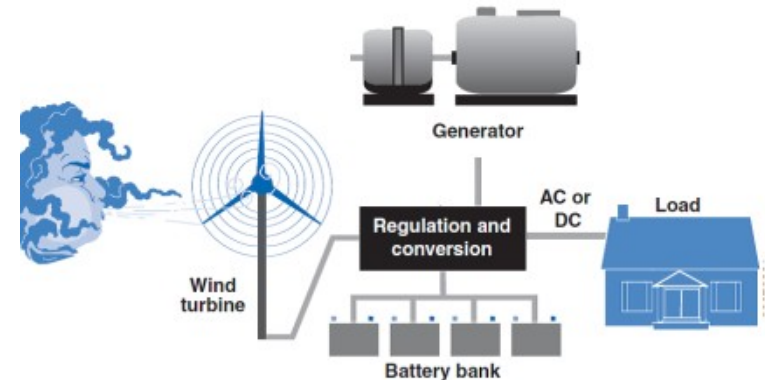 Generator
AC or
DC
Load
Regulation and
conversion
Wind
turbine
Battery bank